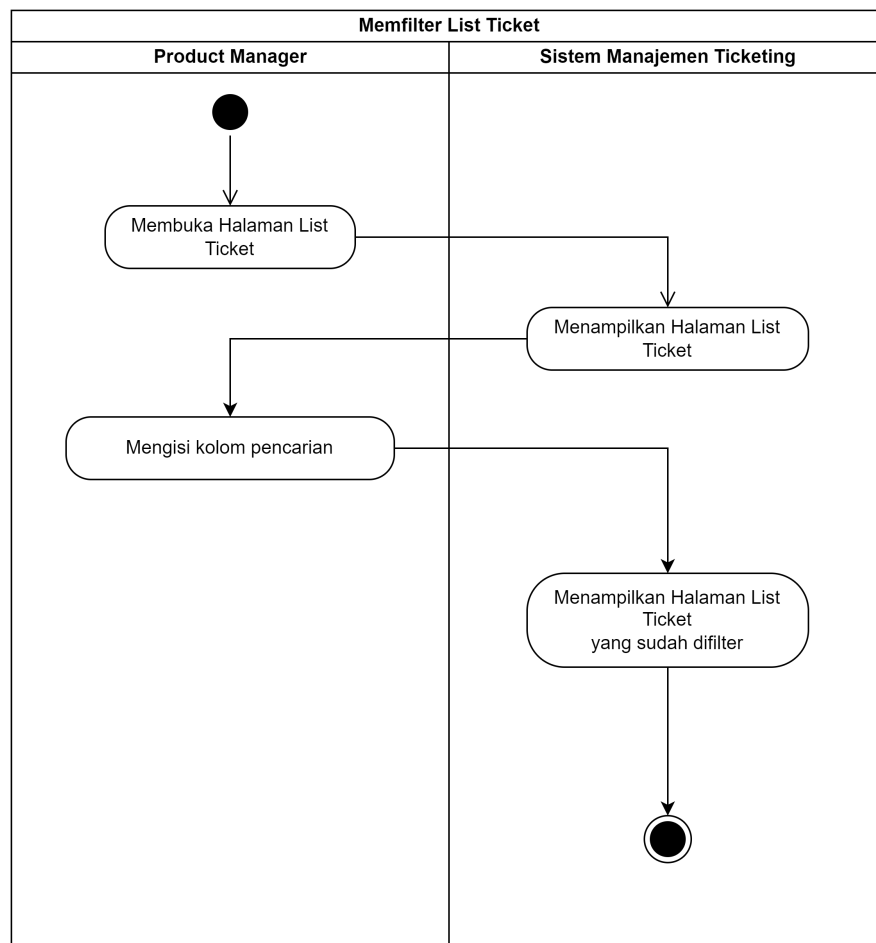 Memfilter List Ticket
Product Manager
Sistem Manajemen Ticketing
Membuka Halaman List
Ticket
Menampilkan Halaman List
Ticket
Mengisi kolom pencarian
Menampilkan Halaman List
Ticket
yang sudah difilter